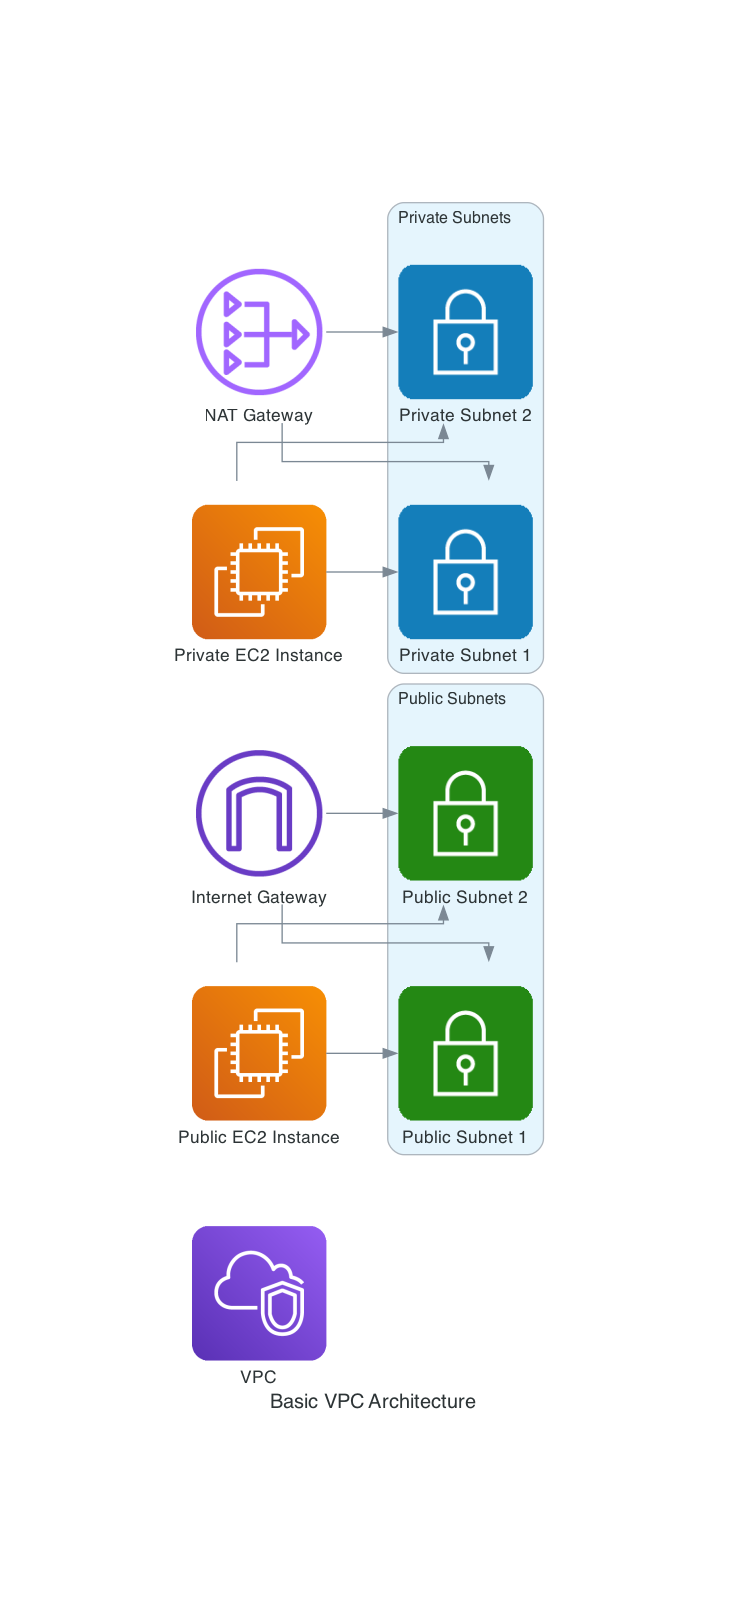 Private Subnets
NAT Gateway
Private Subnet 2
Private EC2 Instance
Private Subnet 1
Public Subnets
Internet Gateway
Public Subnet 2
Public EC2 Instance
Public Subnet 1
VPC
Basic VPC Architecture